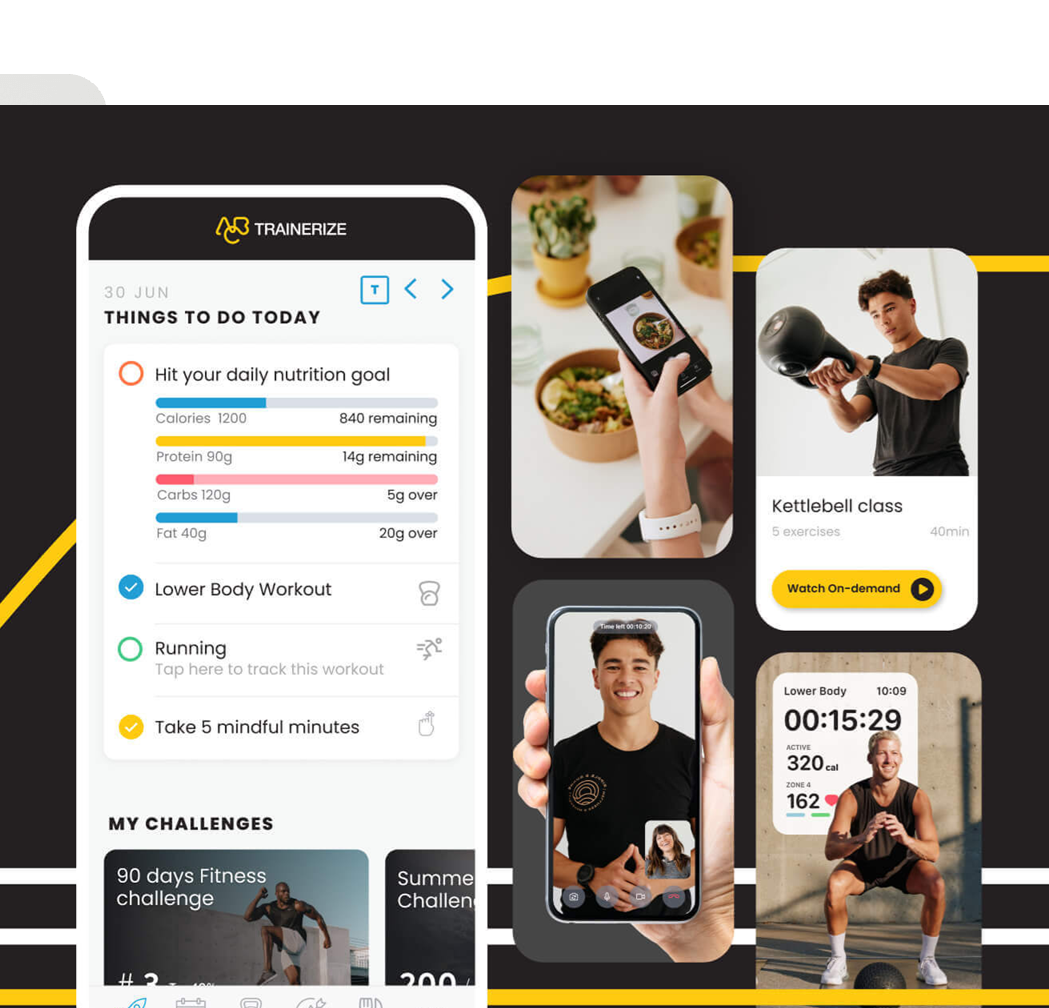 ABC TRAINERIZE
30 JUN
T
THINGS TO DO TODAY
Hit your daily nutrition goal
Calories 1200 840 remaining
Protein 90g 14g remaining
Carbs 120g 5g over
Fat 40g 20g over
Lower Body Workout
Running
Tap here to track this workout
Take 5 mindful minutes
MY CHALLENGES
90 days Fitness
challenge
# 3
Summe
Challen
200 /
Time left 00:10:20
Kettlebell class
5 exercises 40min
Watch On-demand
Lower Body 10:09
00:15:29
ACTIVE
320 cal
ZONE 4
162